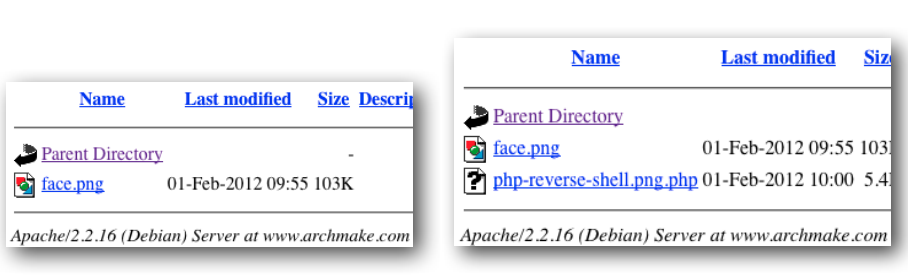 Name Last modified Size Descrip
Parent Directory -
face.png 01-Feb-2012 09:55 103K
Apache/2.2.16 (Debian) Server at www.archmake.com
Name Last modified Size
Parent Directory
face.png 01-Feb-2012 09:55 103
php-reverse-shell.png.php 01-Feb-2012 10:00 5.4
Apache/2.2.16 (Debian) Server at www.archmake.com